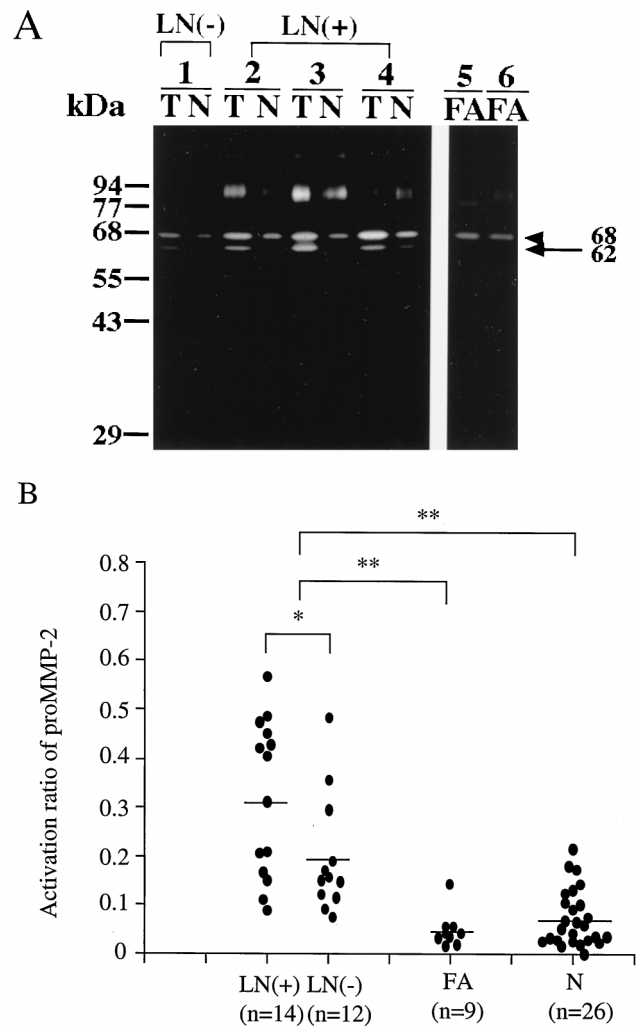 A
LN(-)
LN(+)
1 2 3 4 5 6
kDa T N T N T N T N FA FA
94
77
68
55
43
29
68
62
B
**
**
*
Activation ratio of proMMP-2
0.8
0.7
0.6
0.5
0.4
0.3
0.2
0.1
0
LN(+) LN(-) FA N
(n=14) (n=12) (n=9) (n=26)